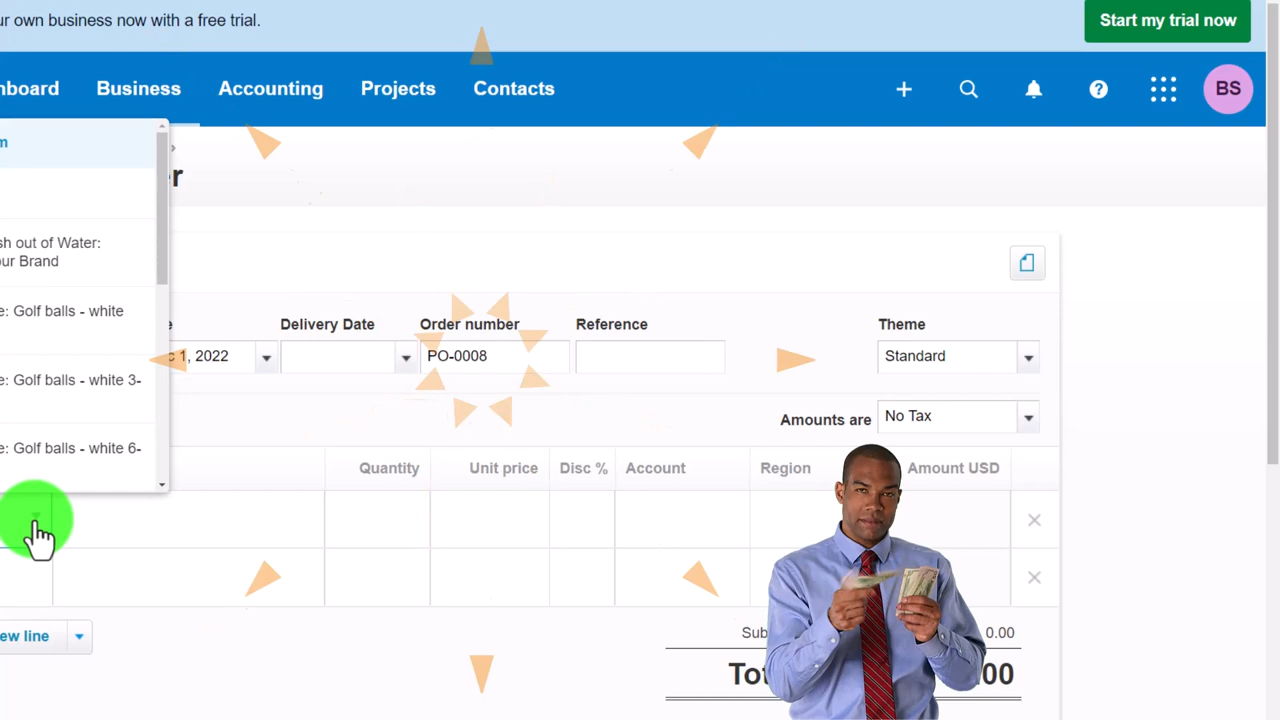 ur own business now with a free trial.
Start my trial now
nboard Business Accounting Projects Contacts
BS
m
r
sh out of Water:
our Brand
e: Golf balls - white
e: Golf balls - white 3-
e: Golf balls - white 6-
e Delivery Date Order number Reference Theme
c 1, 2022 PO-0008 Standard
Amounts are No Tax
Quantity Unit price Disc % Account Region Amount USD
ew line
Sub 0.00
Tot 00